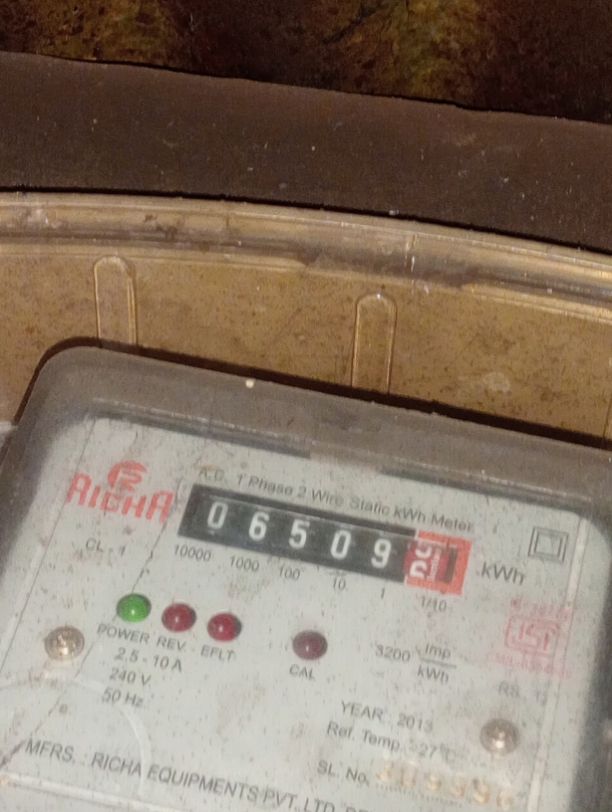 RICHA
A.C. 1 Phase 2 Wire Static kWh Meter
06509
kWh
CL. 1
10000 1000 100 10 1 1/10
POWER REV EFLT
CAL
2.5 - 10 A
240 V
50 Hz
3200 Imp/kWh
ISI
YEAR : 2013
Ref. Temp. : 27°C
SL. No.
MFRS. : RICHA EQUIPMENTS PVT. LTD.